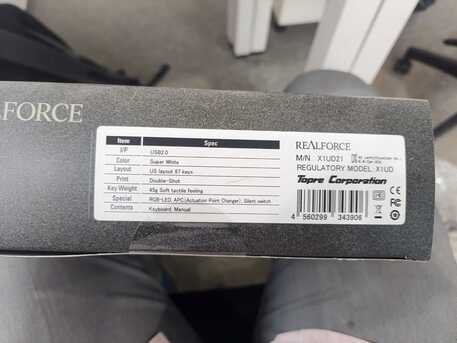 LFORCE
Item Spec
I/F USB2.0
Color Super White
Layout US layout 87 keys
Print Double-Shot
Key Weight 45g Soft tactile feeling
Special RGB-LED, APC(Actuation Point Changer), Silent switch
Contents Keyboard, Manual
REALFORCE
M/N X1UD21
REGULATORY MODEL: X1UD
Topre Corporation
4 560299 343906